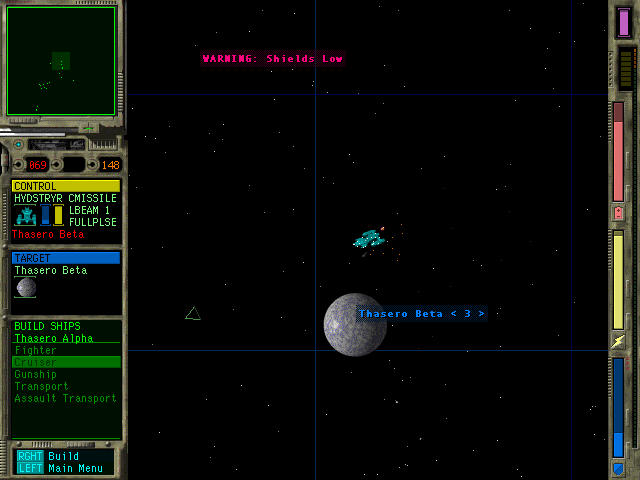 WARNING: Shields Low
069 148
CONTROL
HVDSTRYR CMISSILE
LBEAM 1
FULLPLSE
Thasero Beta
TARGET
Thasero Beta
Thasero Beta < 3 >
BUILD SHIPS
Thasero Alpha
Fighter
Cruiser
Gunship
Transport
Assault Transport
RGHT Build
LEFT Main Menu